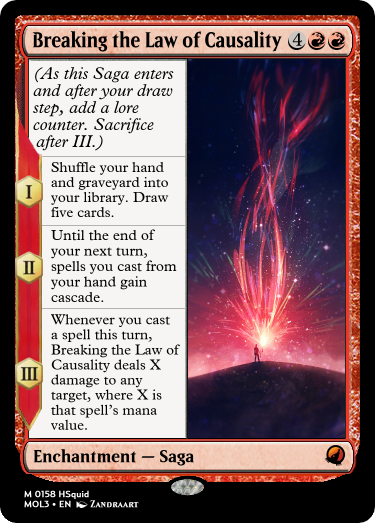 Breaking the Law of Causality 4
(As this Saga enters
and after your draw
step, add a lore
counter. Sacrifice
after III.)
I
Shuffle your hand
and graveyard into
your library. Draw
five cards.
II
Until the end of
your next turn,
spells you cast from
your hand gain
cascade.
III
Whenever you cast
a spell this turn,
Breaking the Law of
Causality deals X
damage to any
target, where X is
that spell's mana
value.
Enchantment — Saga
M 0158 HSquid
MOL3 • EN Zandraart